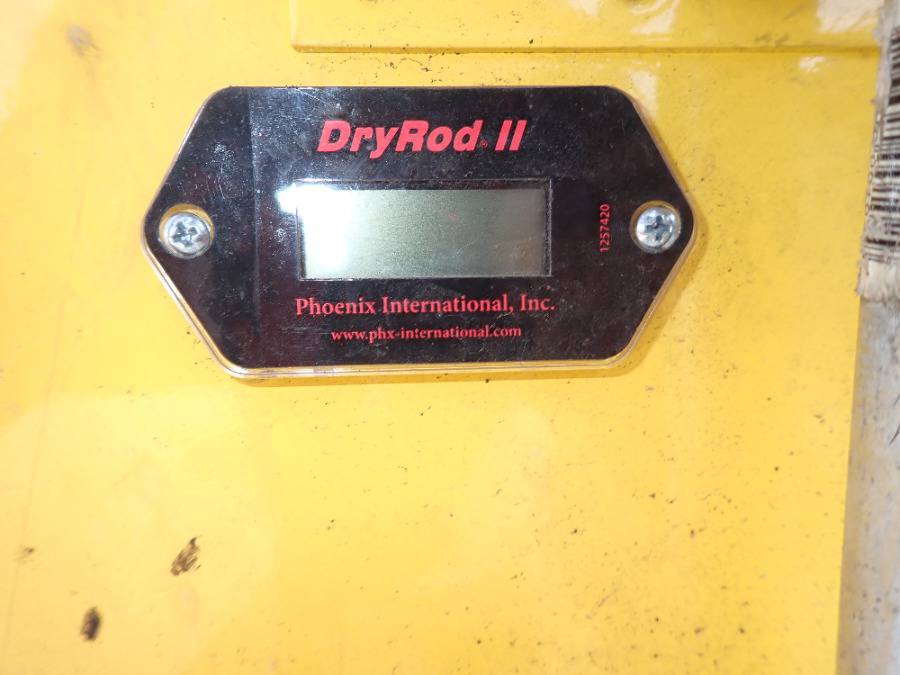 DryRod® II
1257420
Phoenix International, Inc.
www.phx-international.com